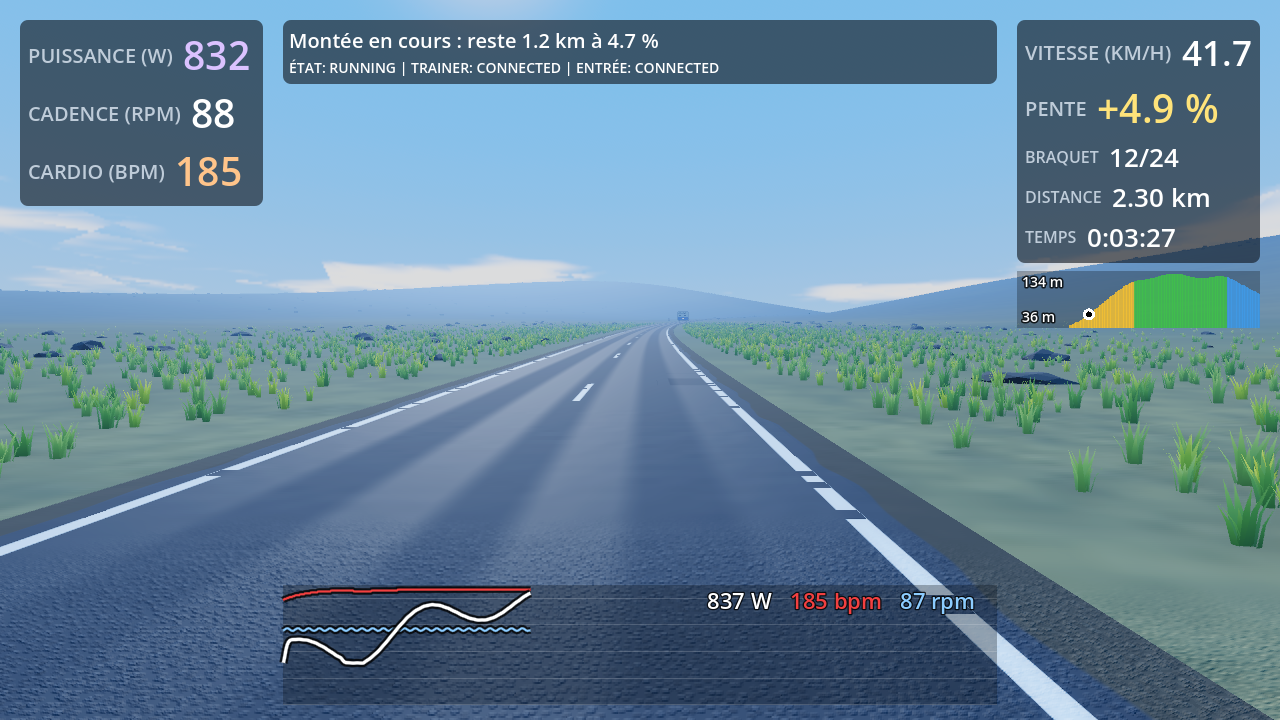 PUISSANCE (W) 832
CADENCE (RPM) 88
CARDIO (BPM) 185
Montée en cours : reste 1.2 km à 4.7 %
ÉTAT: RUNNING | TRAINER: CONNECTED | ENTRÉE: CONNECTED
VITESSE (KM/H) 41.7
PENTE +4.9 %
BRAQUET 12/24
DISTANCE 2.30 km
TEMPS 0:03:27
134 m
36 m
837 W 185 bpm 87 rpm